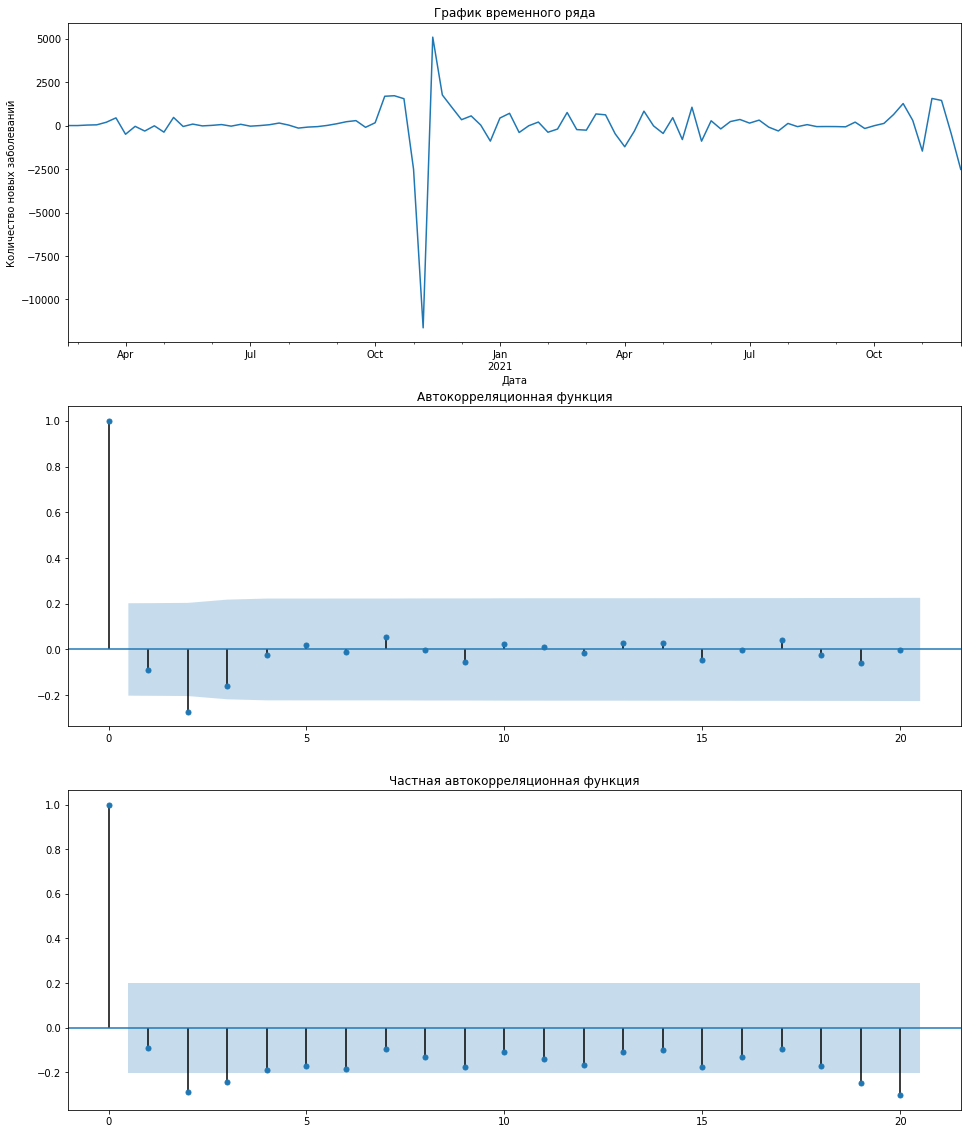 График временного ряда
Количество новых заболеваний
5000
2500
0
−2500
−5000
−7500
−10000
Apr Jul Oct Jan Apr Jul Oct
2021
Дата
Автокорреляционная функция
1.0
0.8
0.6
0.4
0.2
0.0
−0.2
0 5 10 15 20
Частная автокорреляционная функция
1.0
0.8
0.6
0.4
0.2
0.0
−0.2
0 5 10 15 20